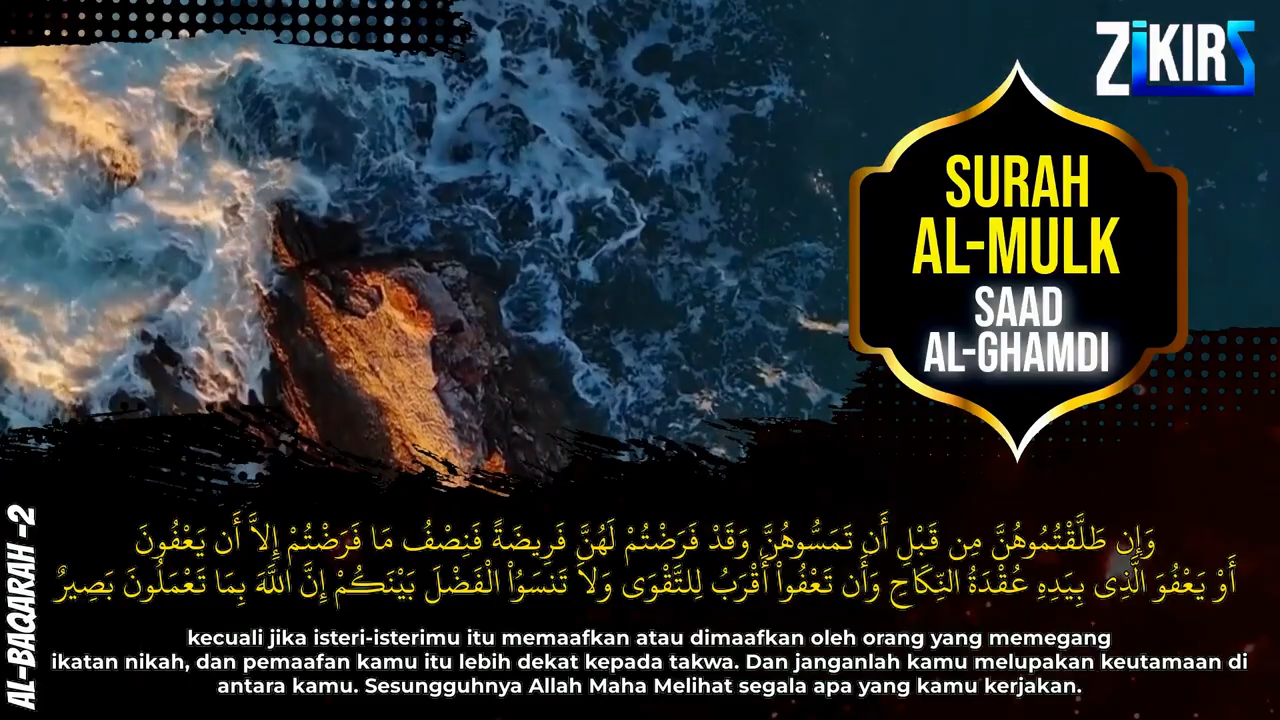 ZiKIRS
SURAH
AL-MULK
SAAD
AL-GHAMDI
AL-BAQARAH -2
وَإِن طَلَّقْتُمُوهُنَّ مِن قَبْلِ أَن تَمَسُّوهُنَّ وَقَدْ فَرَضْتُمْ لَهُنَّ فَرِيضَةً فَنِصْفُ مَا فَرَضْتُمْ إِلاَّ أَن يَعْفُونَ
أَوْ يَعْفُوَ الَّذِى بِيَدِهِ عُقْدَةُ النِّكَاحِ وَأَن تَعْفُواْ أَقْرَبُ لِلتَّقْوَى وَلاَ تَنسَوُاْ الْفَضْلَ بَيْنَكُمْ إِنَّ اللَّهَ بِمَا تَعْمَلُونَ بَصِيرٌ
kecuali jika isteri-isterimu itu memaafkan atau dimaafkan oleh orang yang memegang
ikatan nikah, dan pemaafan kamu itu lebih dekat kepada takwa. Dan janganlah kamu melupakan keutamaan di
antara kamu. Sesungguhnya Allah Maha Melihat segala apa yang kamu kerjakan.